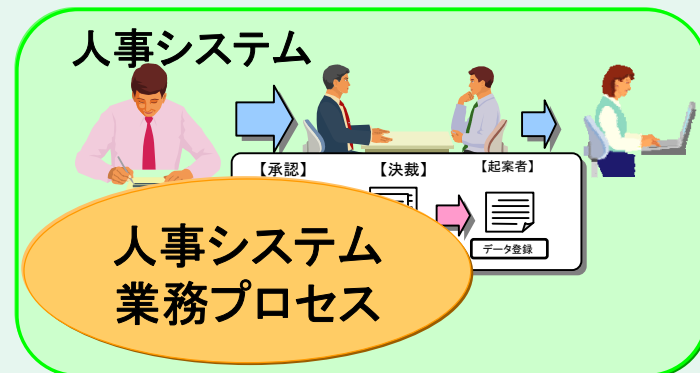 人事システム
【承認】
【決裁】
【起案者】
データ登録
人事システム
業務プロセス